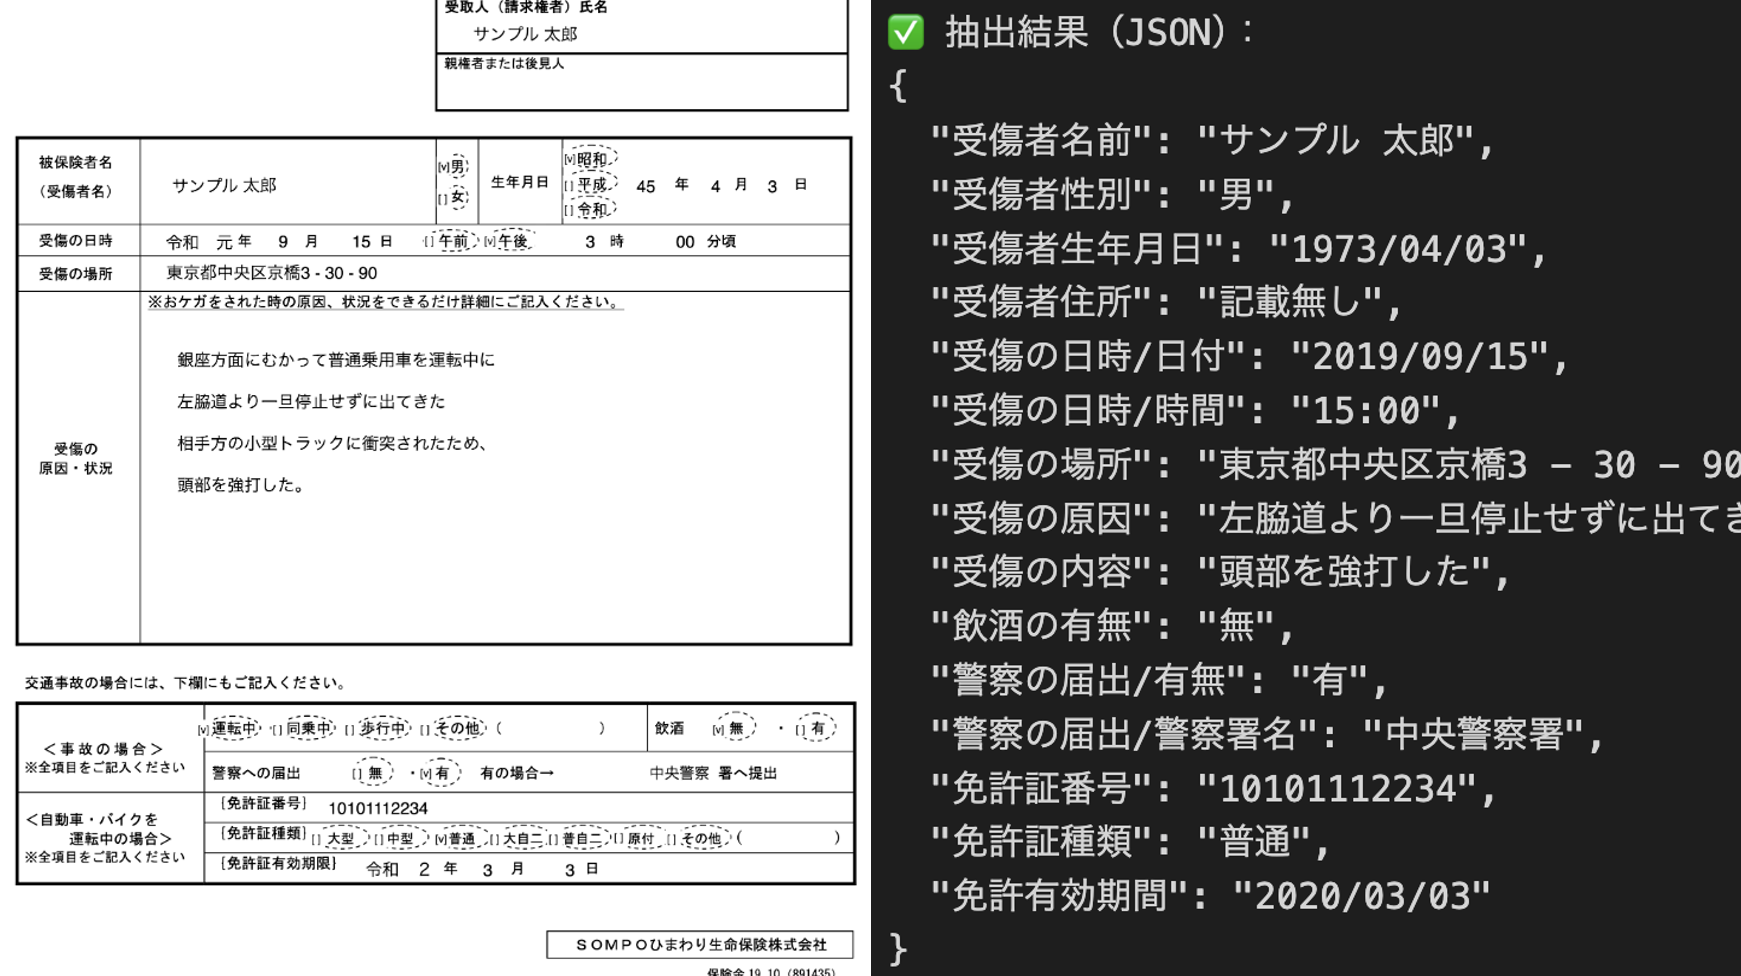 受取人（請求権者）氏名
サンプル 太郎
親権者または後見人
被保険者名
（受傷者名）
サンプル 太郎
[v]男
[ ]女
生年月日
[v]昭和
[ ]平成
[ ]令和
45 年 4 月 3 日
受傷の日時
令和 元 年 9 月 15 日 [ ]午前 [v]午後 3 時 00 分頃
受傷の場所
東京都中央区京橋3 - 30 - 90
※おケガをされた時の原因、状況をできるだけ詳細にご記入ください。
受傷の
原因・状況
銀座方面にむかって普通乗用車を運転中に
左脇道より一旦停止せずに出てきた
相手方の小型トラックに衝突されたため、
頭部を強打した。
交通事故の場合には、下欄にもご記入ください。
＜事故の場合＞
※全項目をご記入ください
[v]運転中・[ ]同乗中 [ ]歩行中 [ ]その他（ ）
飲酒 [v]無 ・ [ ]有
警察への届出 [ ]無 ・[v]有 有の場合→ 中央警察 署へ提出
＜自動車・バイクを
運転中の場合＞
※全項目をご記入ください
[免許証番号] 10101112234
[免許証種類] [ ]大型 [ ]中型 [v]普通 [ ]大自二 [ ]普自二 [ ]原付 [ ]その他（ ）
[免許証有効期限] 令和 2 年 3 月 3 日
SOMPOひまわり生命保険株式会社
保険金 19. 10（891435）
✅ 抽出結果（JSON）：
{
"受傷者名前": "サンプル 太郎",
"受傷者性別": "男",
"受傷者生年月日": "1973/04/03",
"受傷者住所": "記載無し",
"受傷の日時/日付": "2019/09/15",
"受傷の日時/時間": "15:00",
"受傷の場所": "東京都中央区京橋3 - 30 - 90
"受傷の原因": "左脇道より一旦停止せずに出てき
"受傷の内容": "頭部を強打した",
"飲酒の有無": "無",
"警察の届出/有無": "有",
"警察の届出/警察署名": "中央警察署",
"免許証番号": "10101112234",
"免許証種類": "普通",
"免許有効期間": "2020/03/03"
}